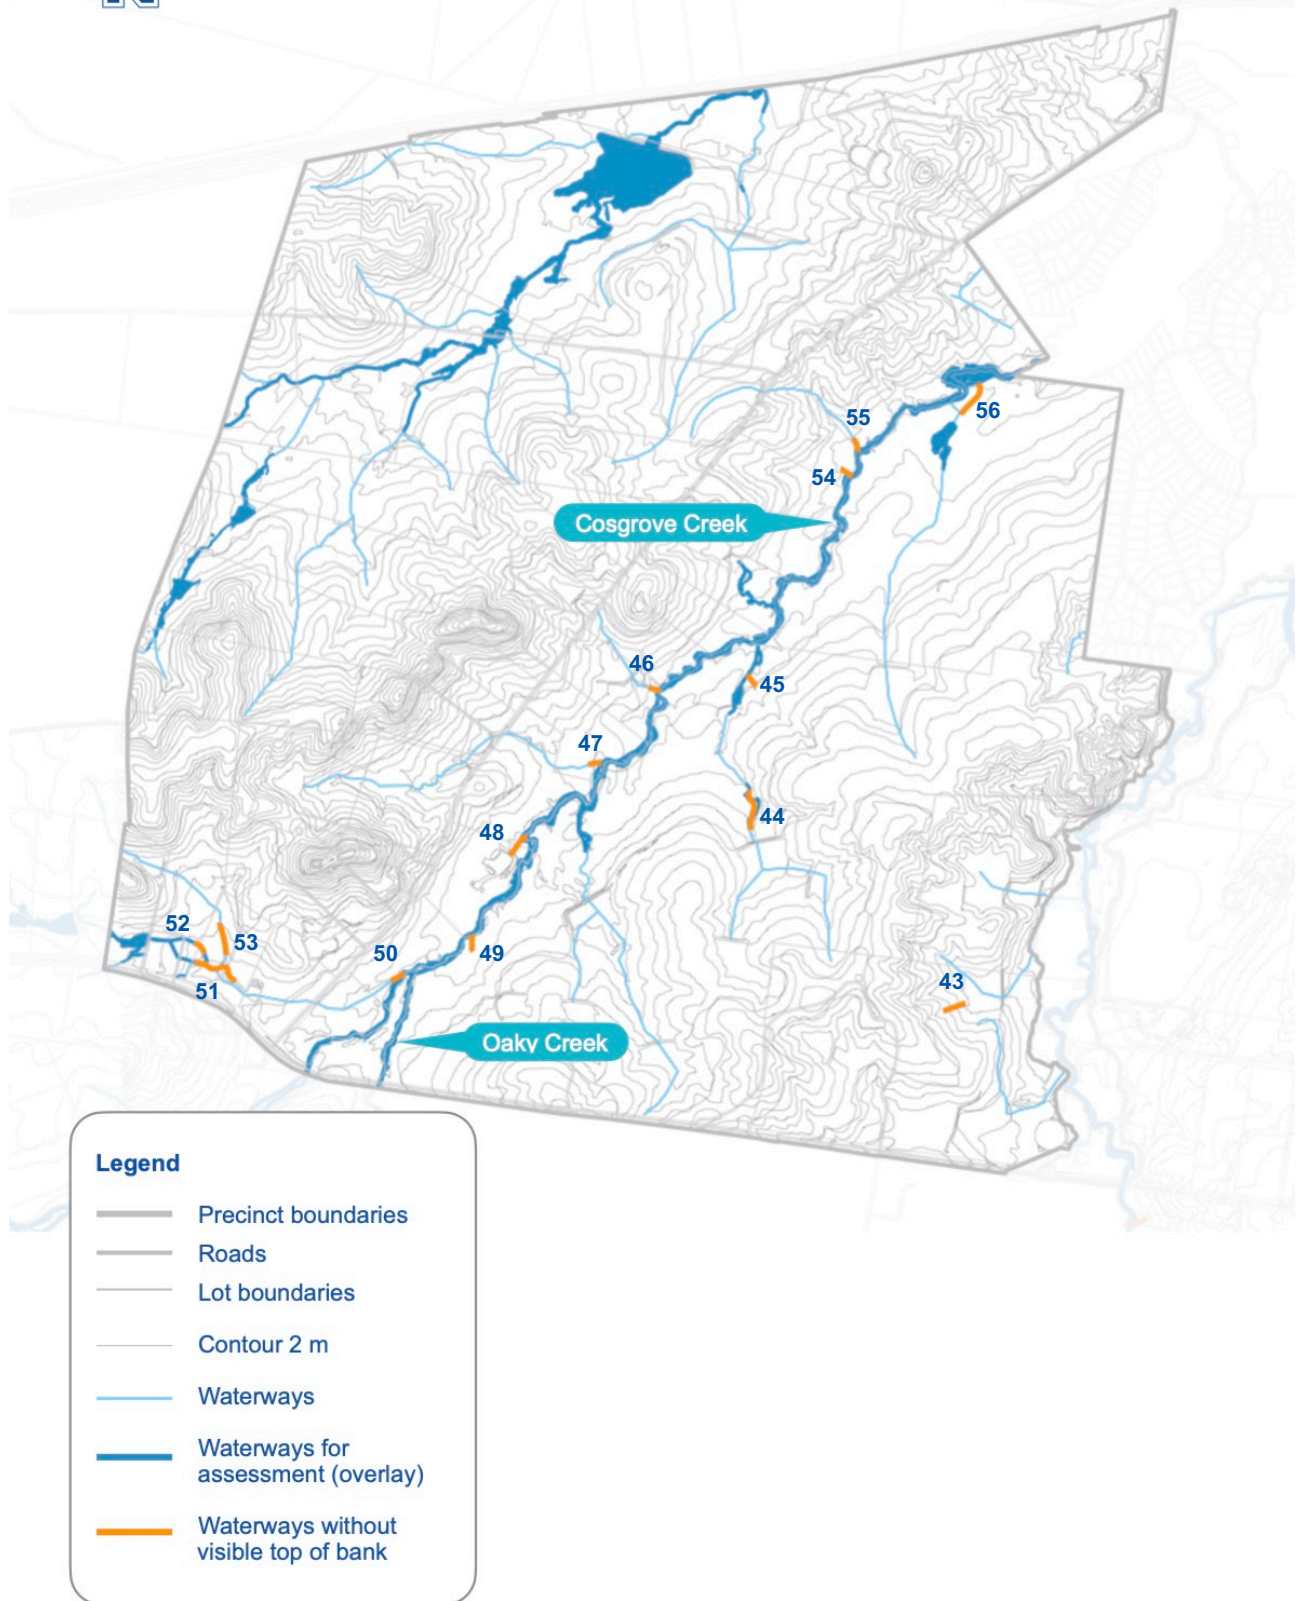 55
56
54
Cosgrove Creek
46
45
47
44
48
52
53
50
49
51
43
Oaky Creek
Legend
Precinct boundaries
Roads
Lot boundaries
Contour 2 m
Waterways
Waterways for
assessment (overlay)
Waterways without
visible top of bank